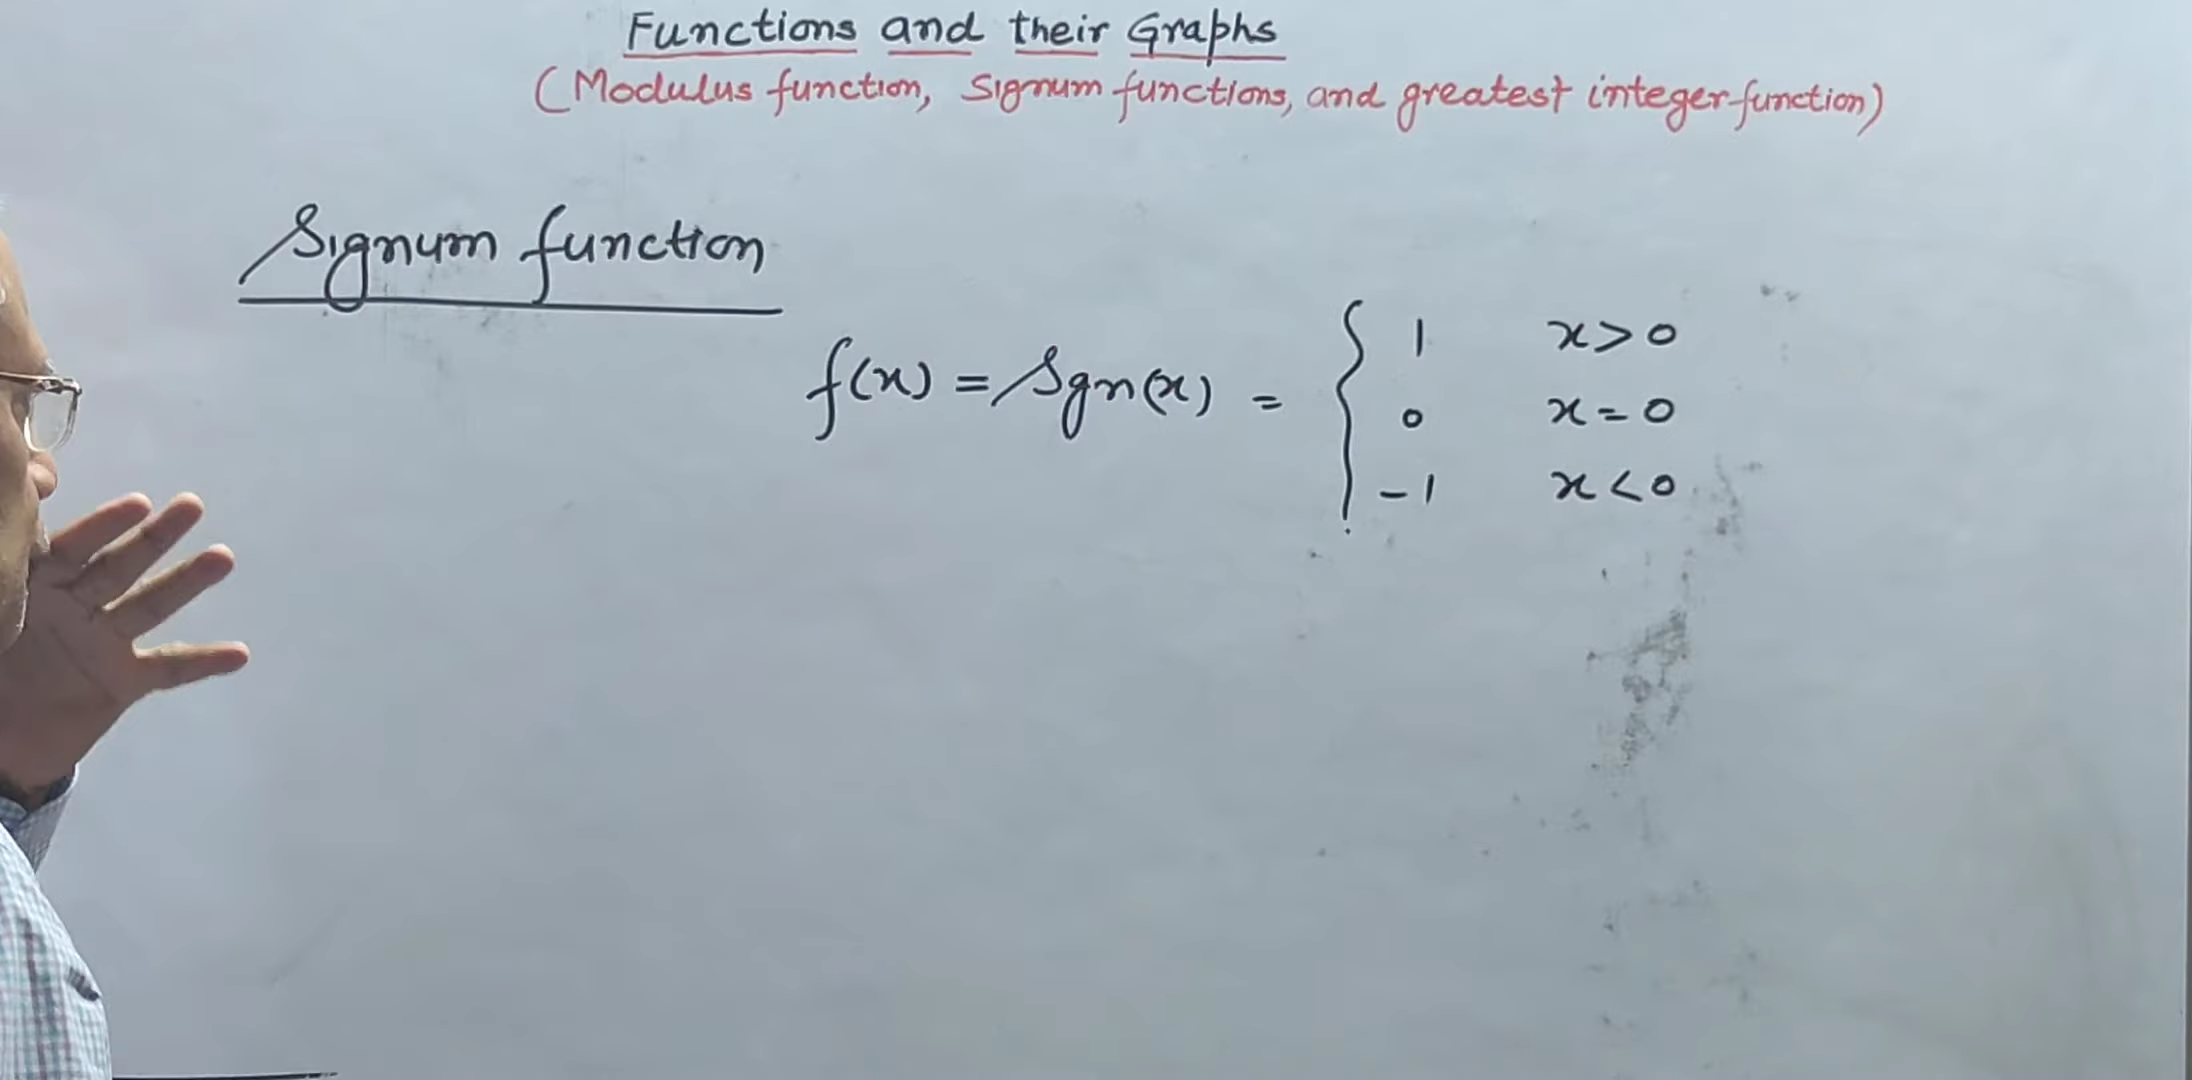 Functions and their Graphs
(Modulus function, Signum functions, and greatest integer function)
Signum function
f(x) = Sgn(x) = { 1 x>0
0 x=0
-1 x<0